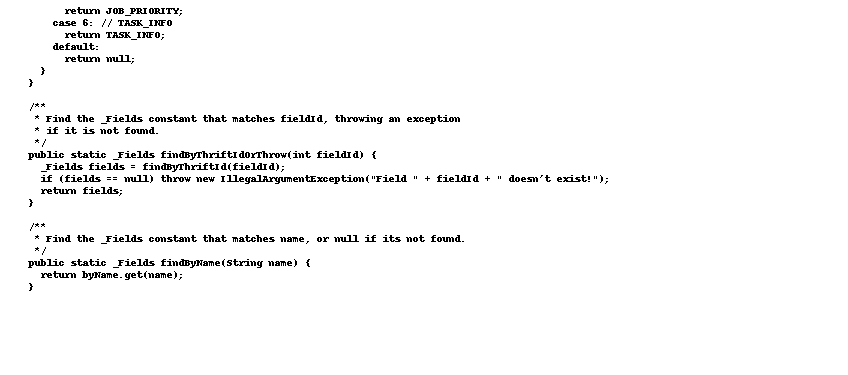 return JOB_PRIORITY;
case 6: // TASK_INFO
return TASK_INFO;
default:
return null;
}
}
/**
* Find the _Fields constant that matches fieldId, throwing an exception
* if it is not found.
*/
public static _Fields findByThriftIdOrThrow(int fieldId) {
_Fields fields = findByThriftId(fieldId);
if (fields == null) throw new IllegalArgumentException("Field " + fieldId + " doesn't exist!");
return fields;
}
/**
* Find the _Fields constant that matches name, or null if its not found.
*/
public static _Fields findByName(String name) {
return byName.get(name);
}